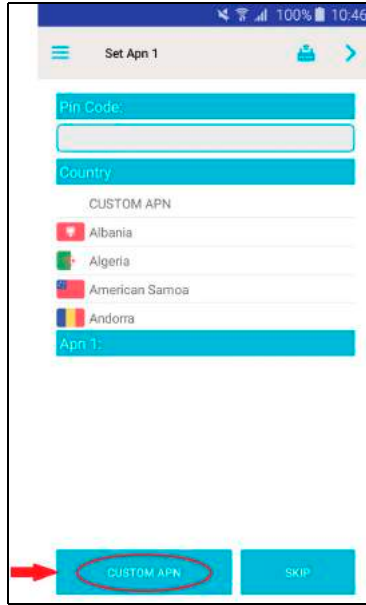 100% 10:46
Set Apn 1
Pin Code:
Country
CUSTOM APN
Albania
Algeria
American Samoa
Andorra
Apn 1:
CUSTOM APN
SKIP